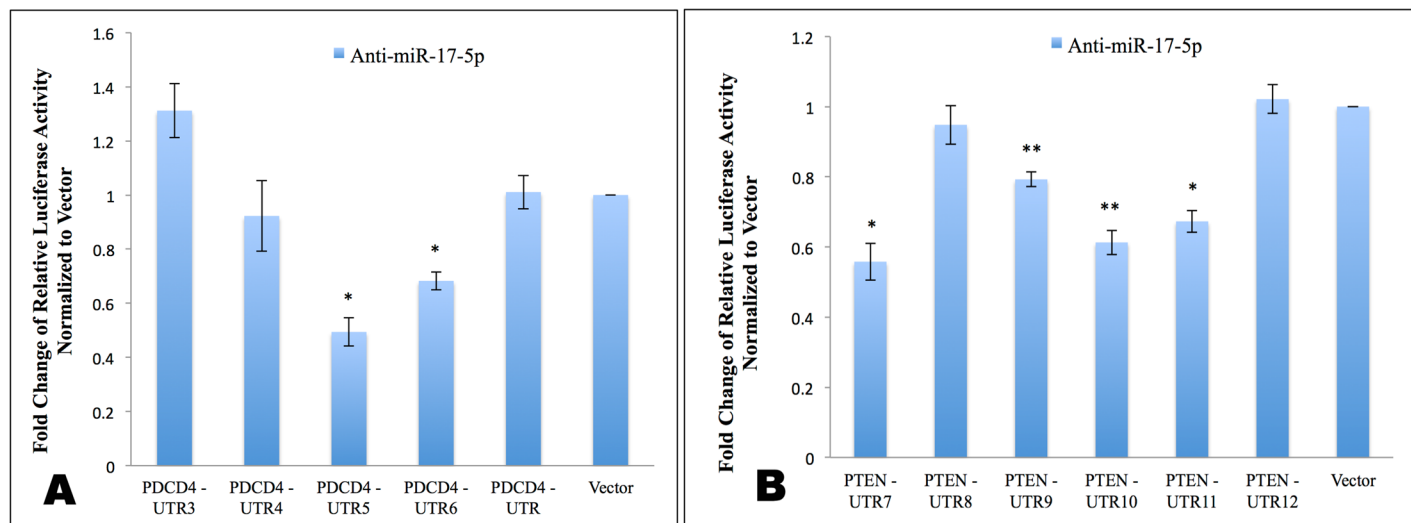 Fold Change of Relative Luciferase Activity
Normalized to Vector
1.6
1.4
1.2
1
0.8
0.6
0.4
0.2
0
Anti-miR-17-5p
*
*
PDCD4 -
UTR3
PDCD4 -
UTR4
PDCD4 -
UTR5
PDCD4 -
UTR6
PDCD4 -
UTR
Vector
A
Fold Change of Relative Luciferase Activity
Normalized to Vector
1.2
1
0.8
0.6
0.4
0.2
0
Anti-miR-17-5p
*
**
**
*
PTEN -
UTR7
PTEN -
UTR8
PTEN -
UTR9
PTEN -
UTR10
PTEN -
UTR11
PTEN -
UTR12
Vector
B